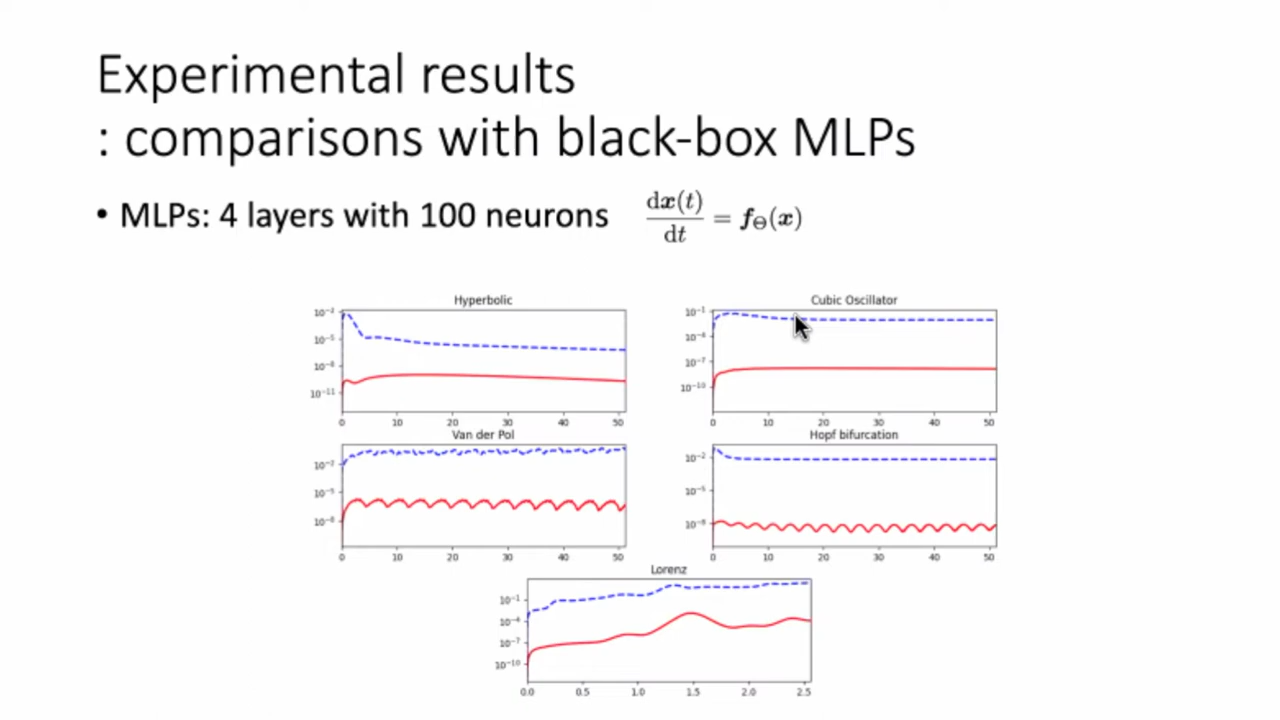 Experimental results
: comparisons with black-box MLPs
• MLPs: 4 layers with 100 neurons
dx(t)/dt = f_Θ(x)
Hyperbolic
10⁻²
10⁻⁵
10⁻⁸
10⁻¹¹
0 10 20 30 40 50
Cubic Oscillator
10⁻¹
10⁻⁴
10⁻⁷
10⁻¹⁰
0 10 20 30 40 50
Van der Pol
10⁻²
10⁻⁵
10⁻⁸
0 10 20 30 40 50
Hopf bifurcation
10⁻²
10⁻⁵
10⁻⁸
0 10 20 30 40 50
Lorenz
10⁻¹
10⁻⁴
10⁻⁷
10⁻¹⁰
0.0 0.5 1.0 1.5 2.0 2.5